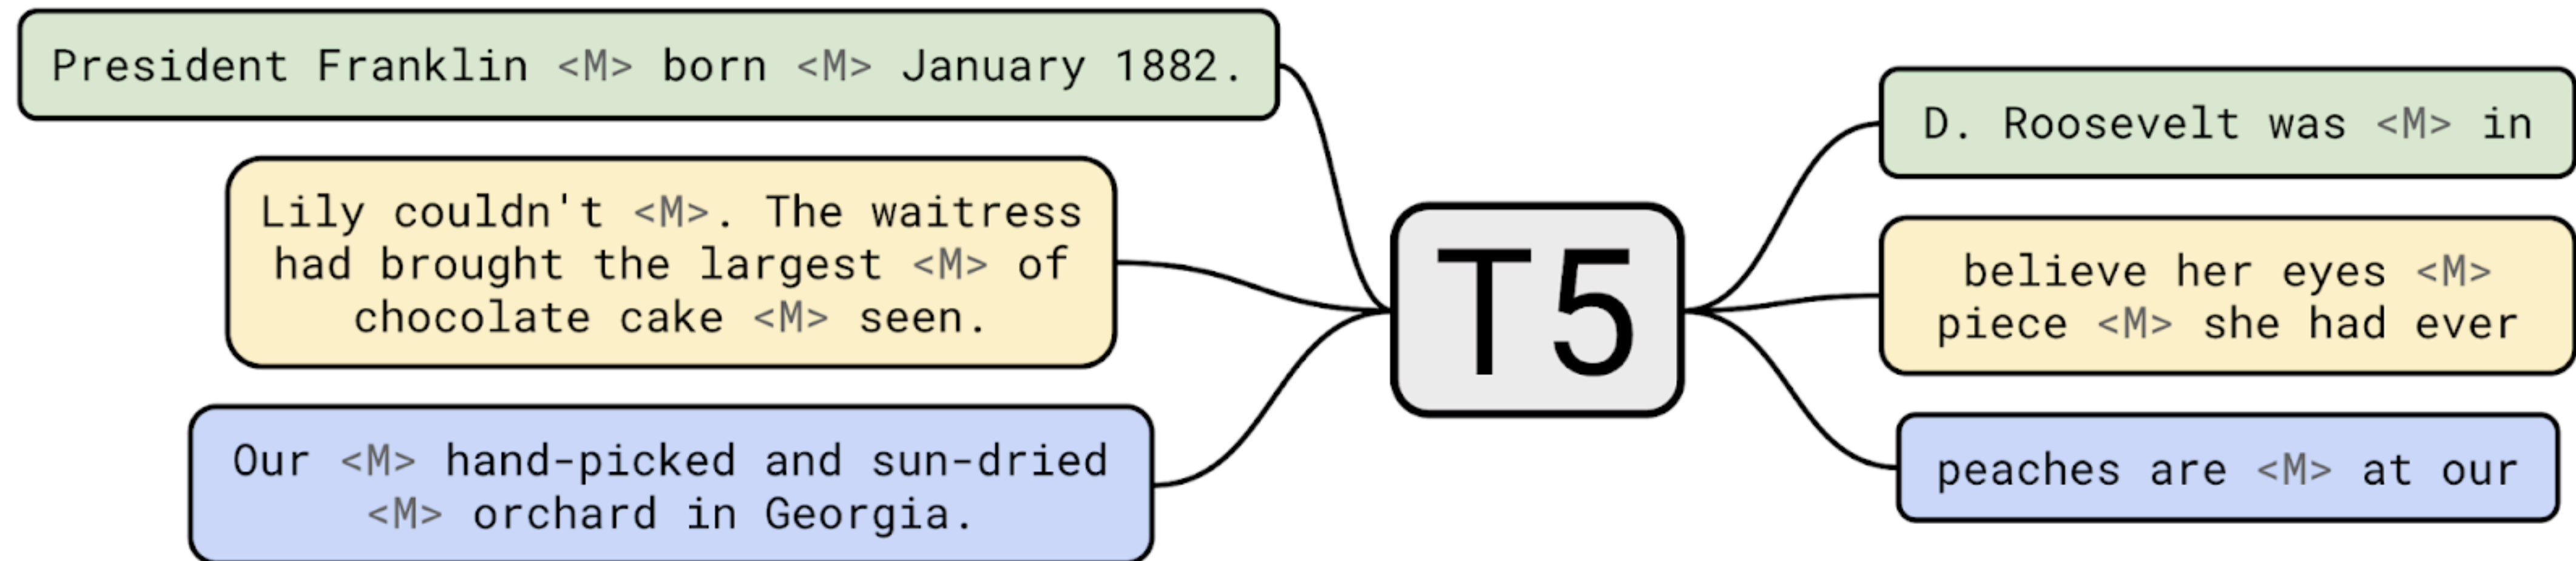 President Franklin <M> born <M> January 1882.
Lily couldn't <M>. The waitress
had brought the largest <M> of
chocolate cake <M> seen.
Our <M> hand-picked and sun-dried
<M> orchard in Georgia.
T5
D. Roosevelt was <M> in
believe her eyes <M>
piece <M> she had ever
peaches are <M> at our